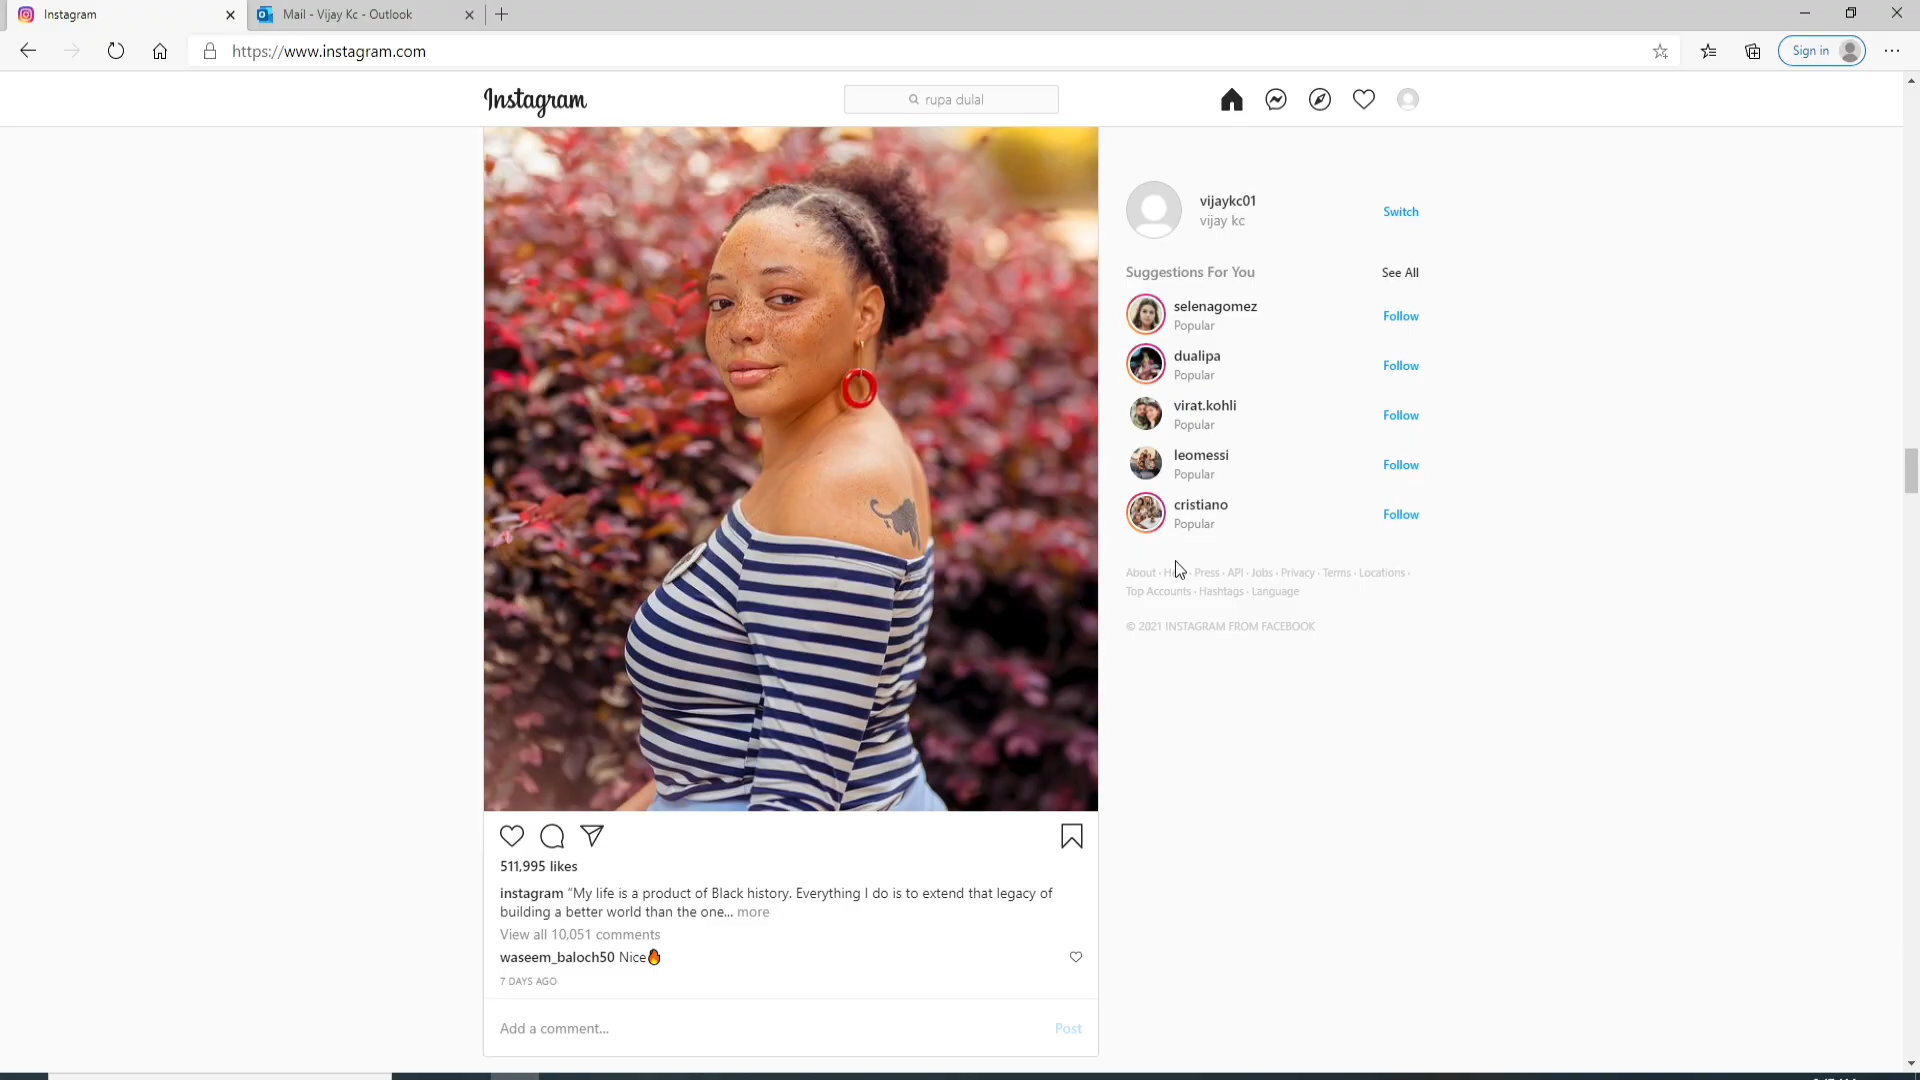 Instagram
Mail - Vijay Kc - Outlook
https://www.instagram.com
Sign in
Instagram
rupa dulal
vijaykc01
vijay kc
Switch
Suggestions For You
See All
selenagomez
Popular
Follow
dualipa
Popular
Follow
virat.kohli
Popular
Follow
leomessi
Popular
Follow
cristiano
Popular
Follow
About · · Press · API · Jobs · Privacy · Terms · Locations ·
Top Accounts · Hashtags · Language
© 2021 INSTAGRAM FROM FACEBOOK
511,995 likes
instagram “My life is a product of Black history. Everything I do is to extend that legacy of
building a better world than the one... more
View all 10,051 comments
waseem_baloch50 Nice🔥
7 DAYS AGO
Add a comment...
Post